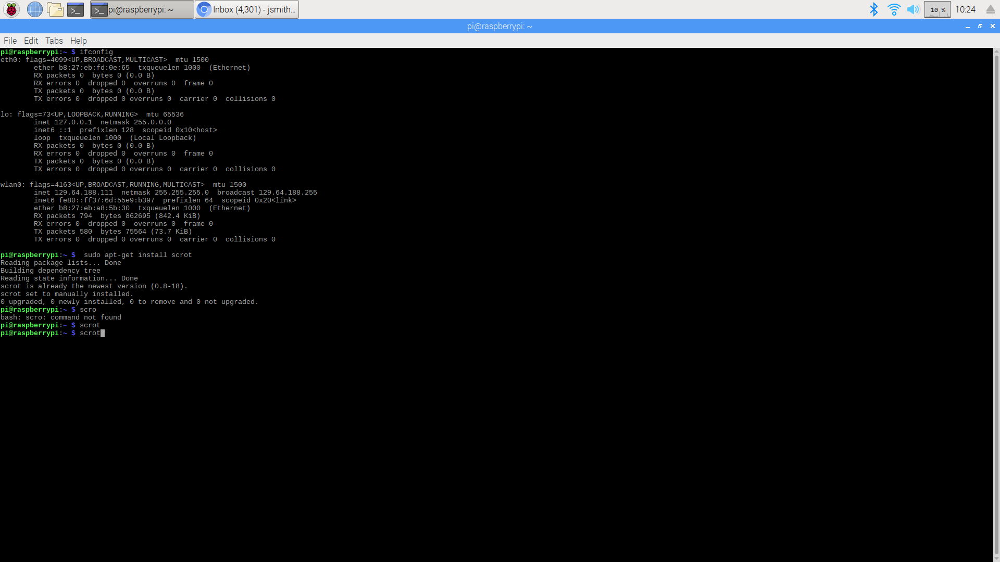 pi@raspberrypi: ~
Inbox (4,301) - jsmith...
10 %
10:24
pi@raspberrypi: ~
File Edit Tabs Help
pi@raspberrypi:~ $ ifconfig
eth0: flags=4099<UP,BROADCAST,MULTICAST>  mtu 1500
        ether b8:27:eb:fd:0e:65  txqueuelen 1000  (Ethernet)
        RX packets 0  bytes 0 (0.0 B)
        RX errors 0  dropped 0  overruns 0  frame 0
        TX packets 0  bytes 0 (0.0 B)
        TX errors 0  dropped 0 overruns 0  carrier 0  collisions 0

lo: flags=73<UP,LOOPBACK,RUNNING>  mtu 65536
        inet 127.0.0.1  netmask 255.0.0.0
        inet6 ::1  prefixlen 128  scopeid 0x10<host>
        loop  txqueuelen 1000  (Local Loopback)
        RX packets 0  bytes 0 (0.0 B)
        RX errors 0  dropped 0  overruns 0  frame 0
        TX packets 0  bytes 0 (0.0 B)
        TX errors 0  dropped 0 overruns 0  carrier 0  collisions 0

wlan0: flags=4163<UP,BROADCAST,RUNNING,MULTICAST>  mtu 1500
        inet 129.64.188.111  netmask 255.255.255.0  broadcast 129.64.188.255
        inet6 fe80::ff37:6d:55e9:b397  prefixlen 64  scopeid 0x20<link>
        ether b8:27:eb:a8:5b:30  txqueuelen 1000  (Ethernet)
        RX packets 794  bytes 862695 (842.4 KiB)
        RX errors 0  dropped 0  overruns 0  frame 0
        TX packets 580  bytes 75564 (73.7 KiB)
        TX errors 0  dropped 0 overruns 0  carrier 0  collisions 0

pi@raspberrypi:~ $  sudo apt-get install scrot
Reading package lists... Done
Building dependency tree
Reading state information... Done
scrot is already the newest version (0.8-18).
scrot set to manually installed.
0 upgraded, 0 newly installed, 0 to remove and 0 not upgraded.
pi@raspberrypi:~ $ scro
bash: scro: command not found
pi@raspberrypi:~ $ scrot
pi@raspberrypi:~ $ scrot